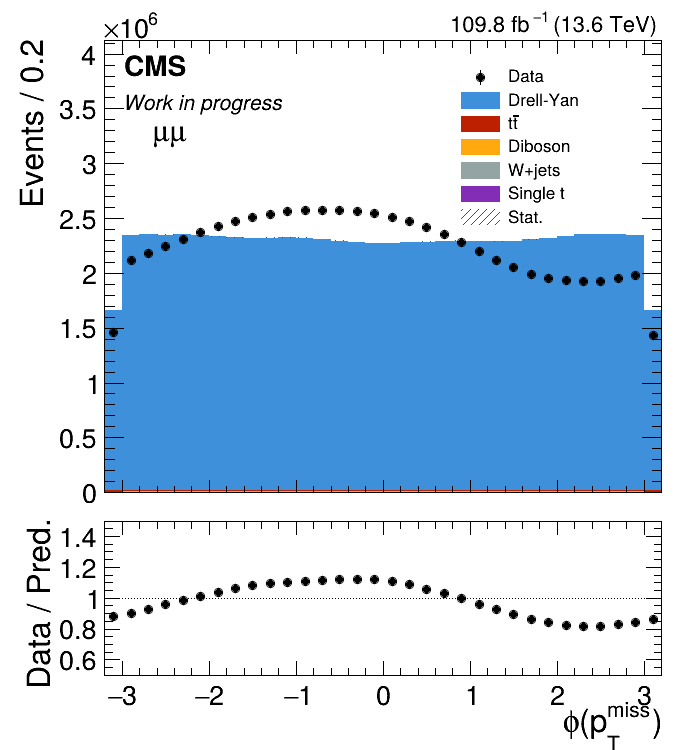 ×10⁶
109.8 fb⁻¹ (13.6 TeV)
Events / 0.2
4
3.5
3
2.5
2
1.5
1
0.5
0
CMS
Work in progress
μμ
Data
Drell-Yan
tt̅
Diboson
W+jets
Single t
Stat.
Data / Pred.
1.4
1.2
1
0.8
0.6
−3 −2 −1 0 1 2 3
ϕ(p_T^miss)